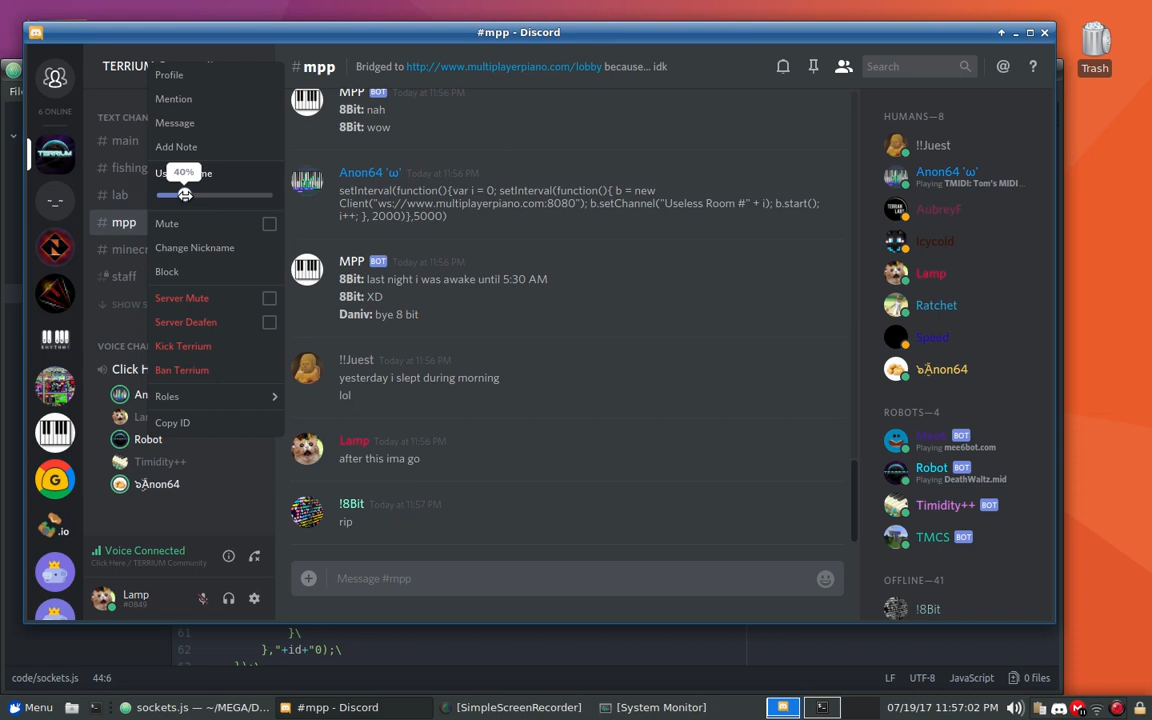 #mpp - Discord
Trash
Fil
6 ONLINE
-_-
.io
TERRIUM
TEXT CHAN
# main
# fishing
# lab
# mpp
# minecr
# staff
SHOW
VOICE CHA
Click H
An
Lar
Robot
Timidity++
Voice Connected
Click Here / TERRIUM Community
Lamp
#0849
Profile
Mention
Message
Add Note
40%
Mute
Change Nickname
Block
Server Mute
Server Deafen
Kick Terrium
Ban Terrium
Roles
Copy ID
#mpp
Bridged to http://www.multiplayerpiano.com/lobby because... idk
Search
MPP BOT Today at 11:56 PM
8Bit: nah
8Bit: wow
Anon64 'ω' Today at 11:56 PM
setInterval(function(){var i = 0; setInterval(function(){ b = new
Client("ws://www.multiplayerpiano.com:8080"); b.setChannel("Useless Room #" + i); b.start();
i++; }, 2000)},5000)
MPP BOT Today at 11:56 PM
8Bit: last night i was awake until 5:30 AM
8Bit: XD
Daniv: bye 8 bit
!!Juest Today at 11:56 PM
yesterday i slept during morning
lol
Lamp Today at 11:56 PM
after this ima go
!8Bit Today at 11:57 PM
rip
Message #mpp
HUMANS—8
!!Juest
Anon64 'ω'
Playing TMIDI: Tom's MIDI...
AubreyF
Icycold
Lamp
Ratchet
Speed
ROBOTS—4
Mee6 BOT
Playing mee6bot.com
Robot BOT
Playing DeathWaltz.mid
Timidity++ BOT
TMCS BOT
OFFLINE—41
!8Bit
61 }\
62 },"+id+"0);\
code/sockets.js 44:6
LF UTF-8 JavaScript 0 files
Menu
sockets.js — ~/MEGA/D...
#mpp - Discord
[SimpleScreenRecorder]
[System Monitor]
07/19/17 11:57:02 PM